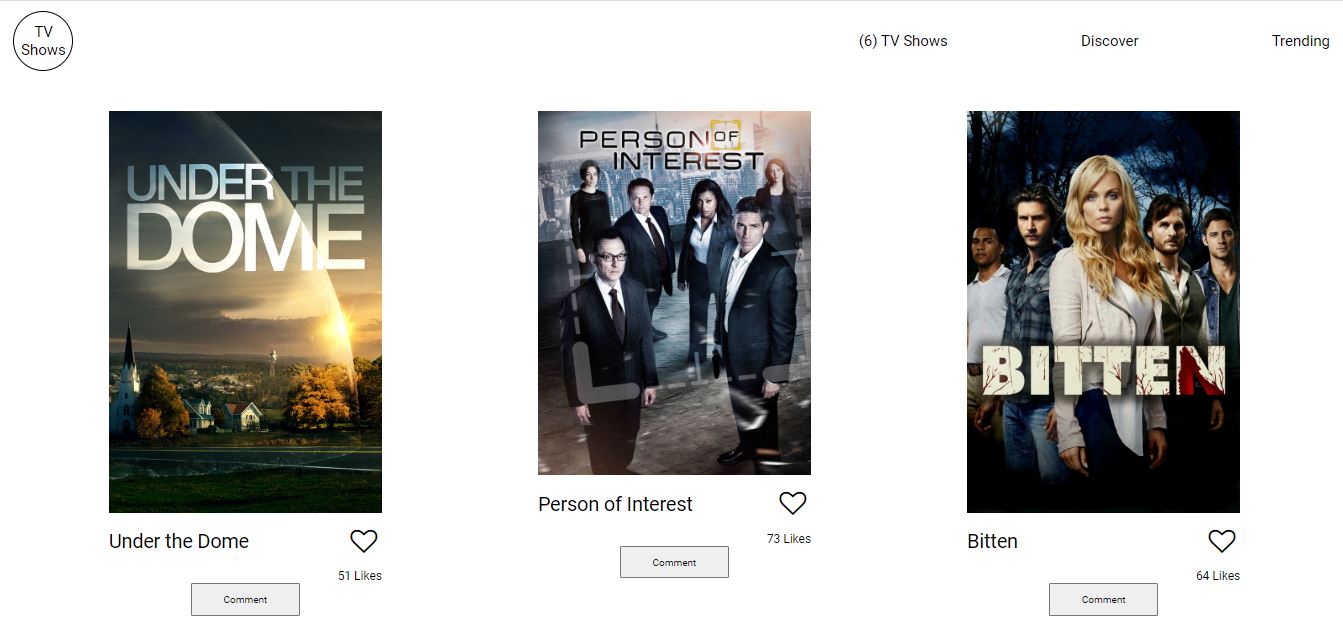 TV
Shows
(6) TV Shows
Discover
Trending
UNDER THE
DOME
Under the Dome
51 Likes
Comment
PERSON OF
INTEREST
Person of Interest
73 Likes
Comment
BITTEN
Bitten
64 Likes
Comment